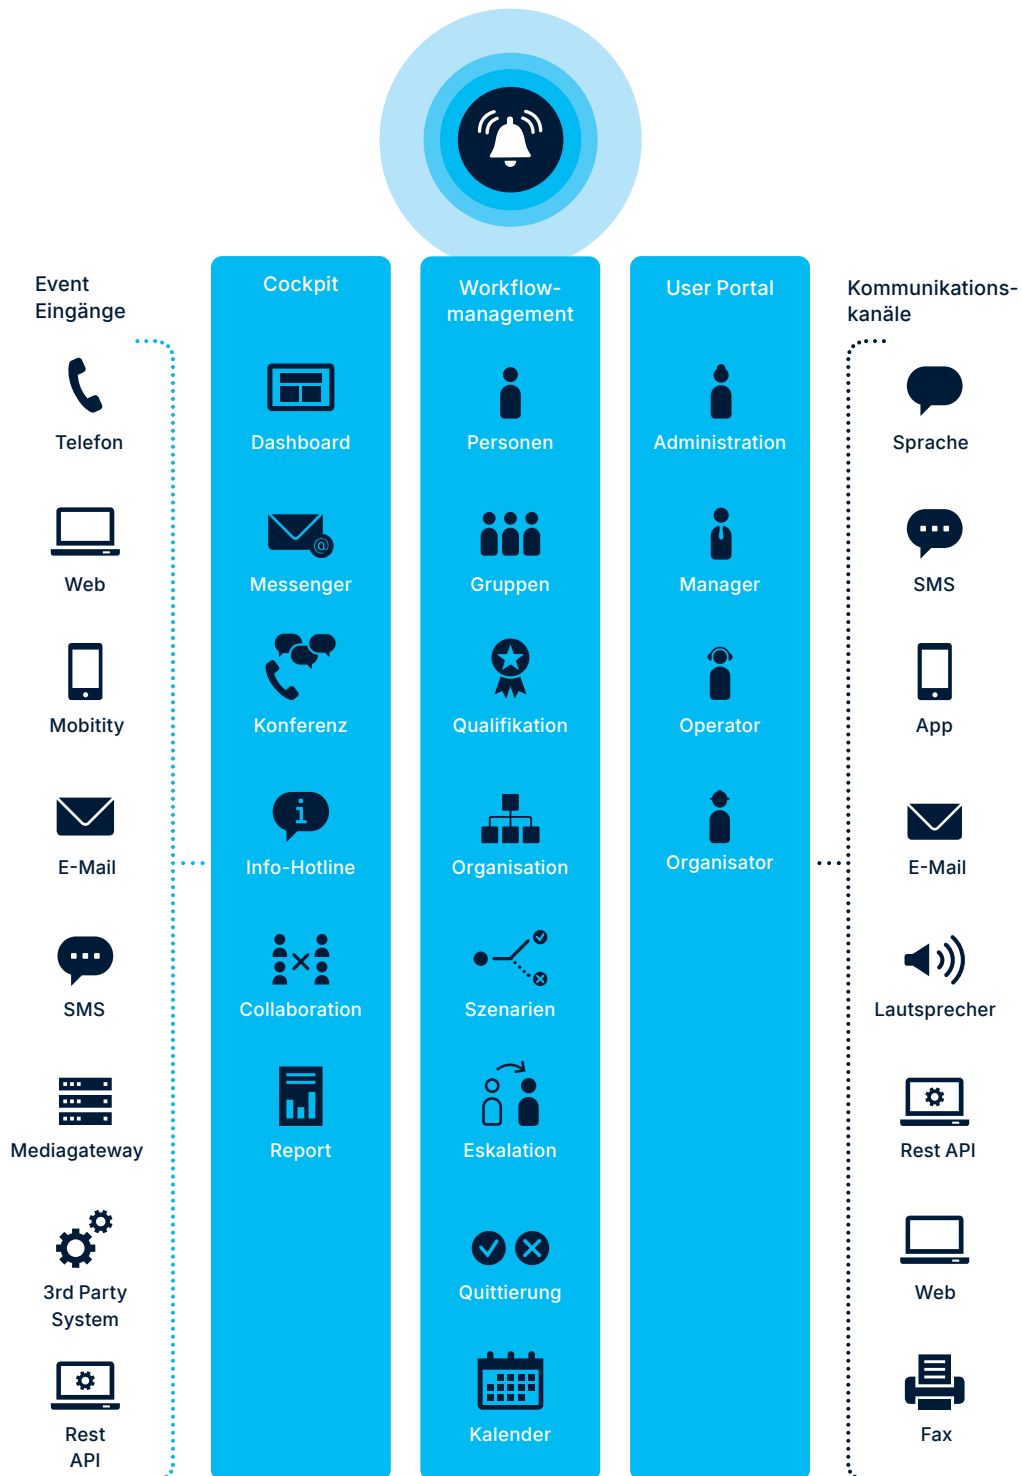 Event
Eingänge
Telefon
Web
Mobitity
E-Mail
SMS
Mediagateway
3rd Party
System
Rest
API
Cockpit
Dashboard
@
Messenger
Konferenz
i
Info-Hotline
Collaboration
Report
Workflow-
management
Personen
Gruppen
Qualifikation
Organisation
Szenarien
Eskalation
Quittierung
Kalender
User Portal
Administration
Manager
Operator
Organisator
Kommunikations-
kanäle
Sprache
SMS
App
E-Mail
Lautsprecher
Rest API
Web
Fax